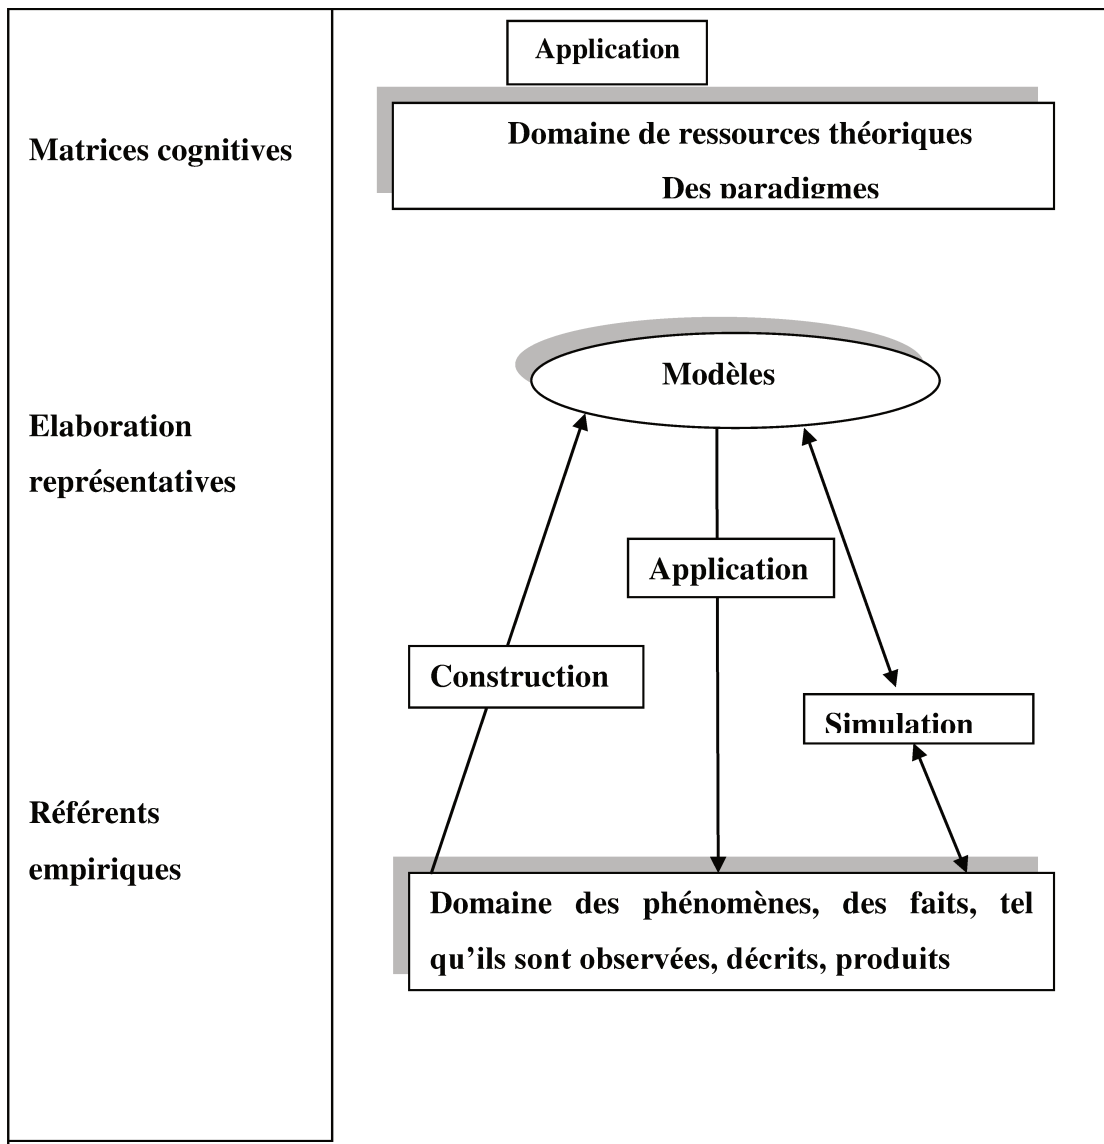 Application
Matrices cognitives
Domaine de ressources théoriques
Des paradigmes
Modèles
Elaboration
représentatives
Application
Construction
Simulation
Référents
empiriques
Domaine des phénomènes, des faits, tel
qu’ils sont observées, décrits, produits